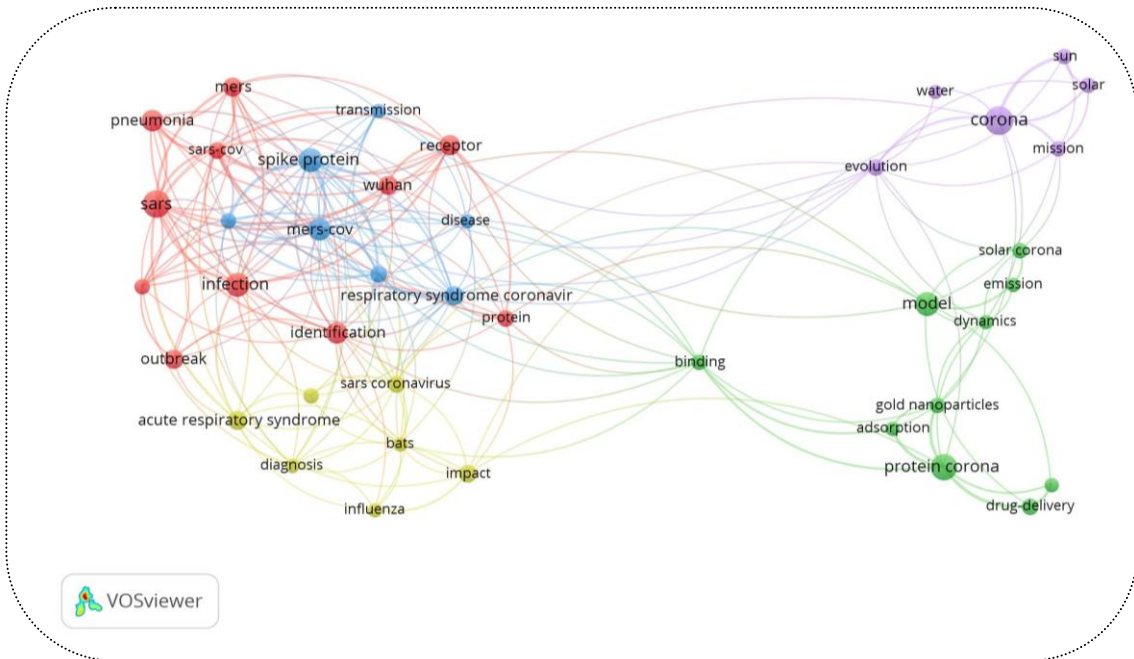 sun
solar
water
mers
transmission
corona
pneumonia
sars-cov
receptor
mission
spike protein
evolution
wuhan
sars
disease
mers-cov
solar corona
infection
emission
respiratory syndrome coronavir
model
protein
dynamics
identification
outbreak
binding
sars coronavirus
gold nanoparticles
acute respiratory syndrome
adsorption
bats
diagnosis
impact
protein corona
influenza
drug-delivery
VOSviewer